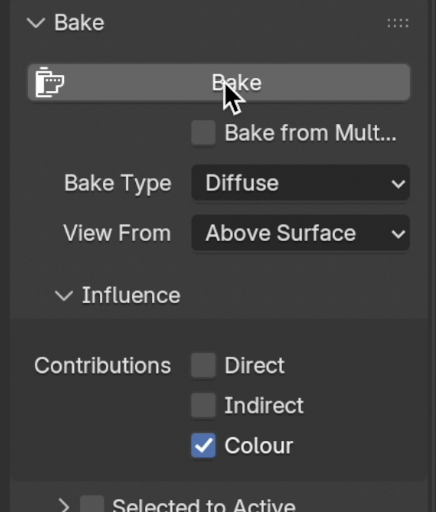 Bake
Bake
Bake from Mult...
Bake Type Diffuse
View From Above Surface
Influence
Contributions Direct
Indirect
Colour
Selected to Active